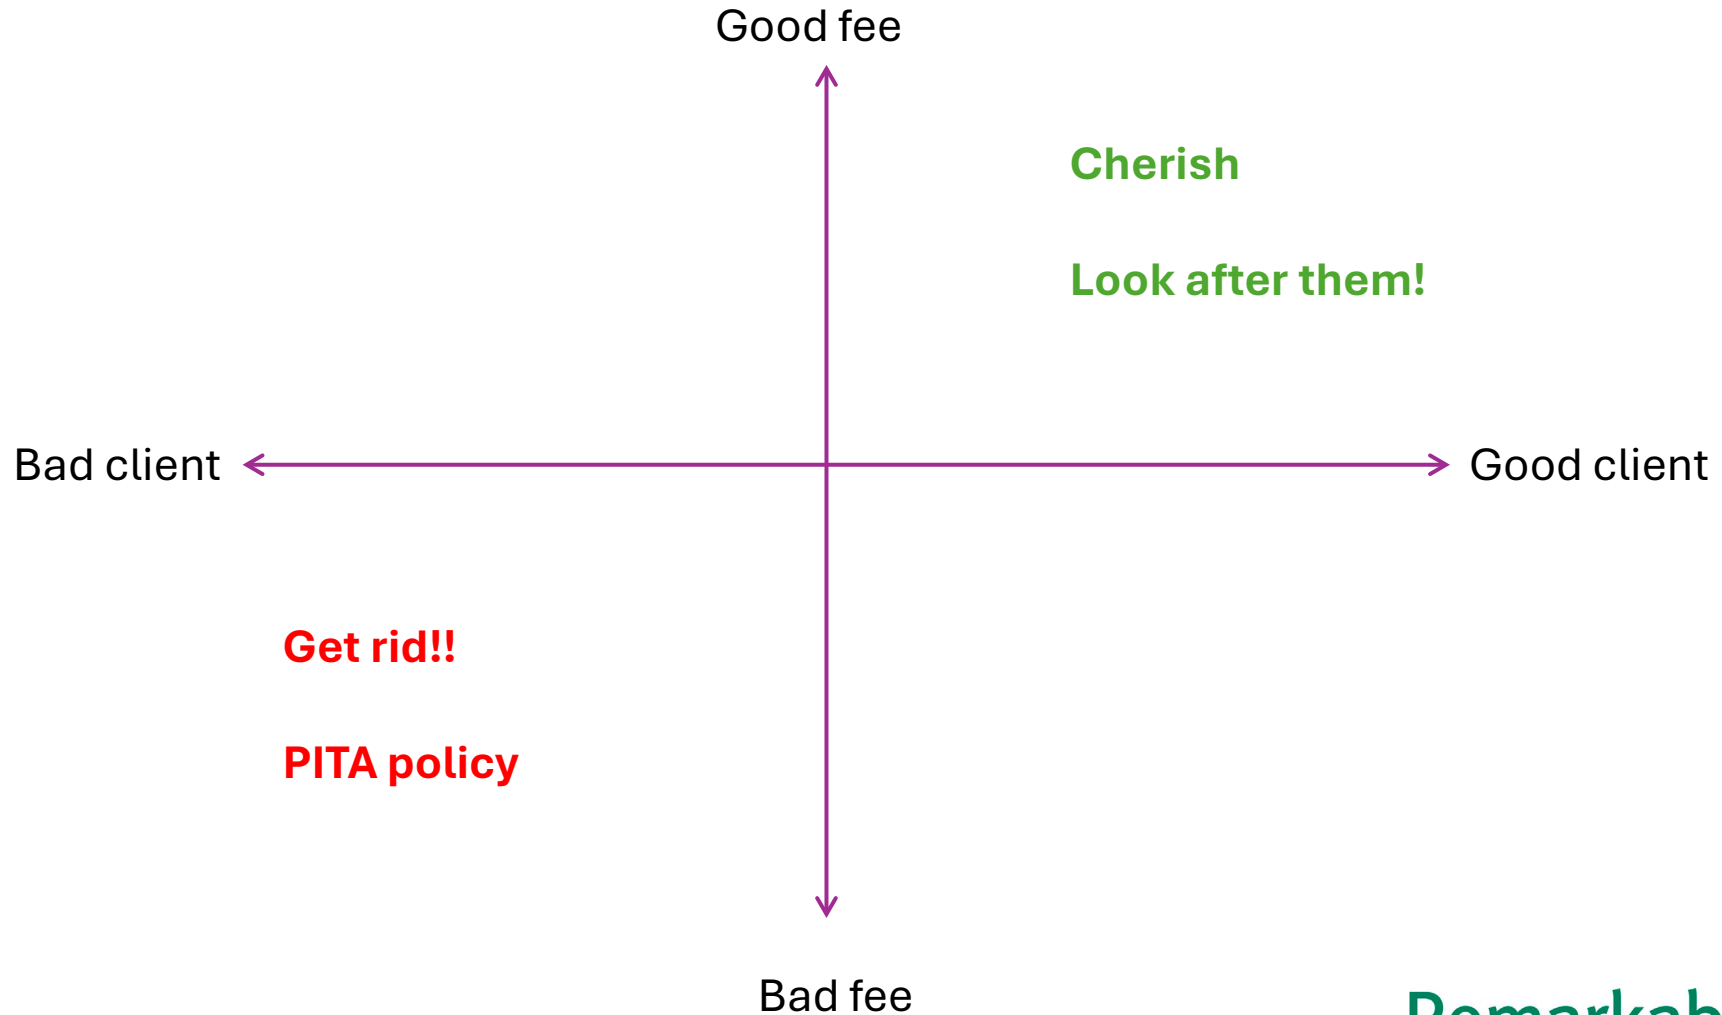 Good fee
Cherish
Look after them!
Bad client
Good client
Get rid!!
PITA policy
Bad fee